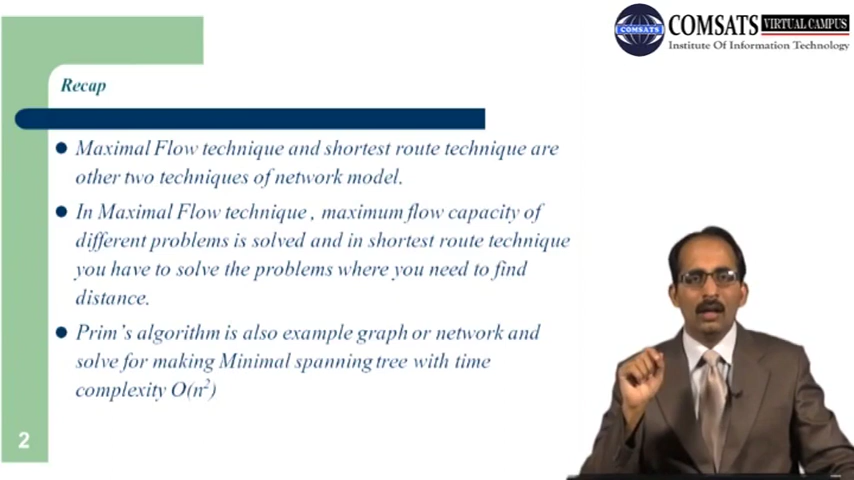 COMSATS VIRTUAL CAMPUS
COMSATS
Institute Of Information Technology
Recap
Maximal Flow technique and shortest route technique are
other two techniques of network model.
In Maximal Flow technique , maximum flow capacity of
different problems is solved and in shortest route technique
you have to solve the problems where you need to find
distance.
Prim's algorithm is also example graph or network and
solve for making Minimal spanning tree with time
complexity O(n²)
2